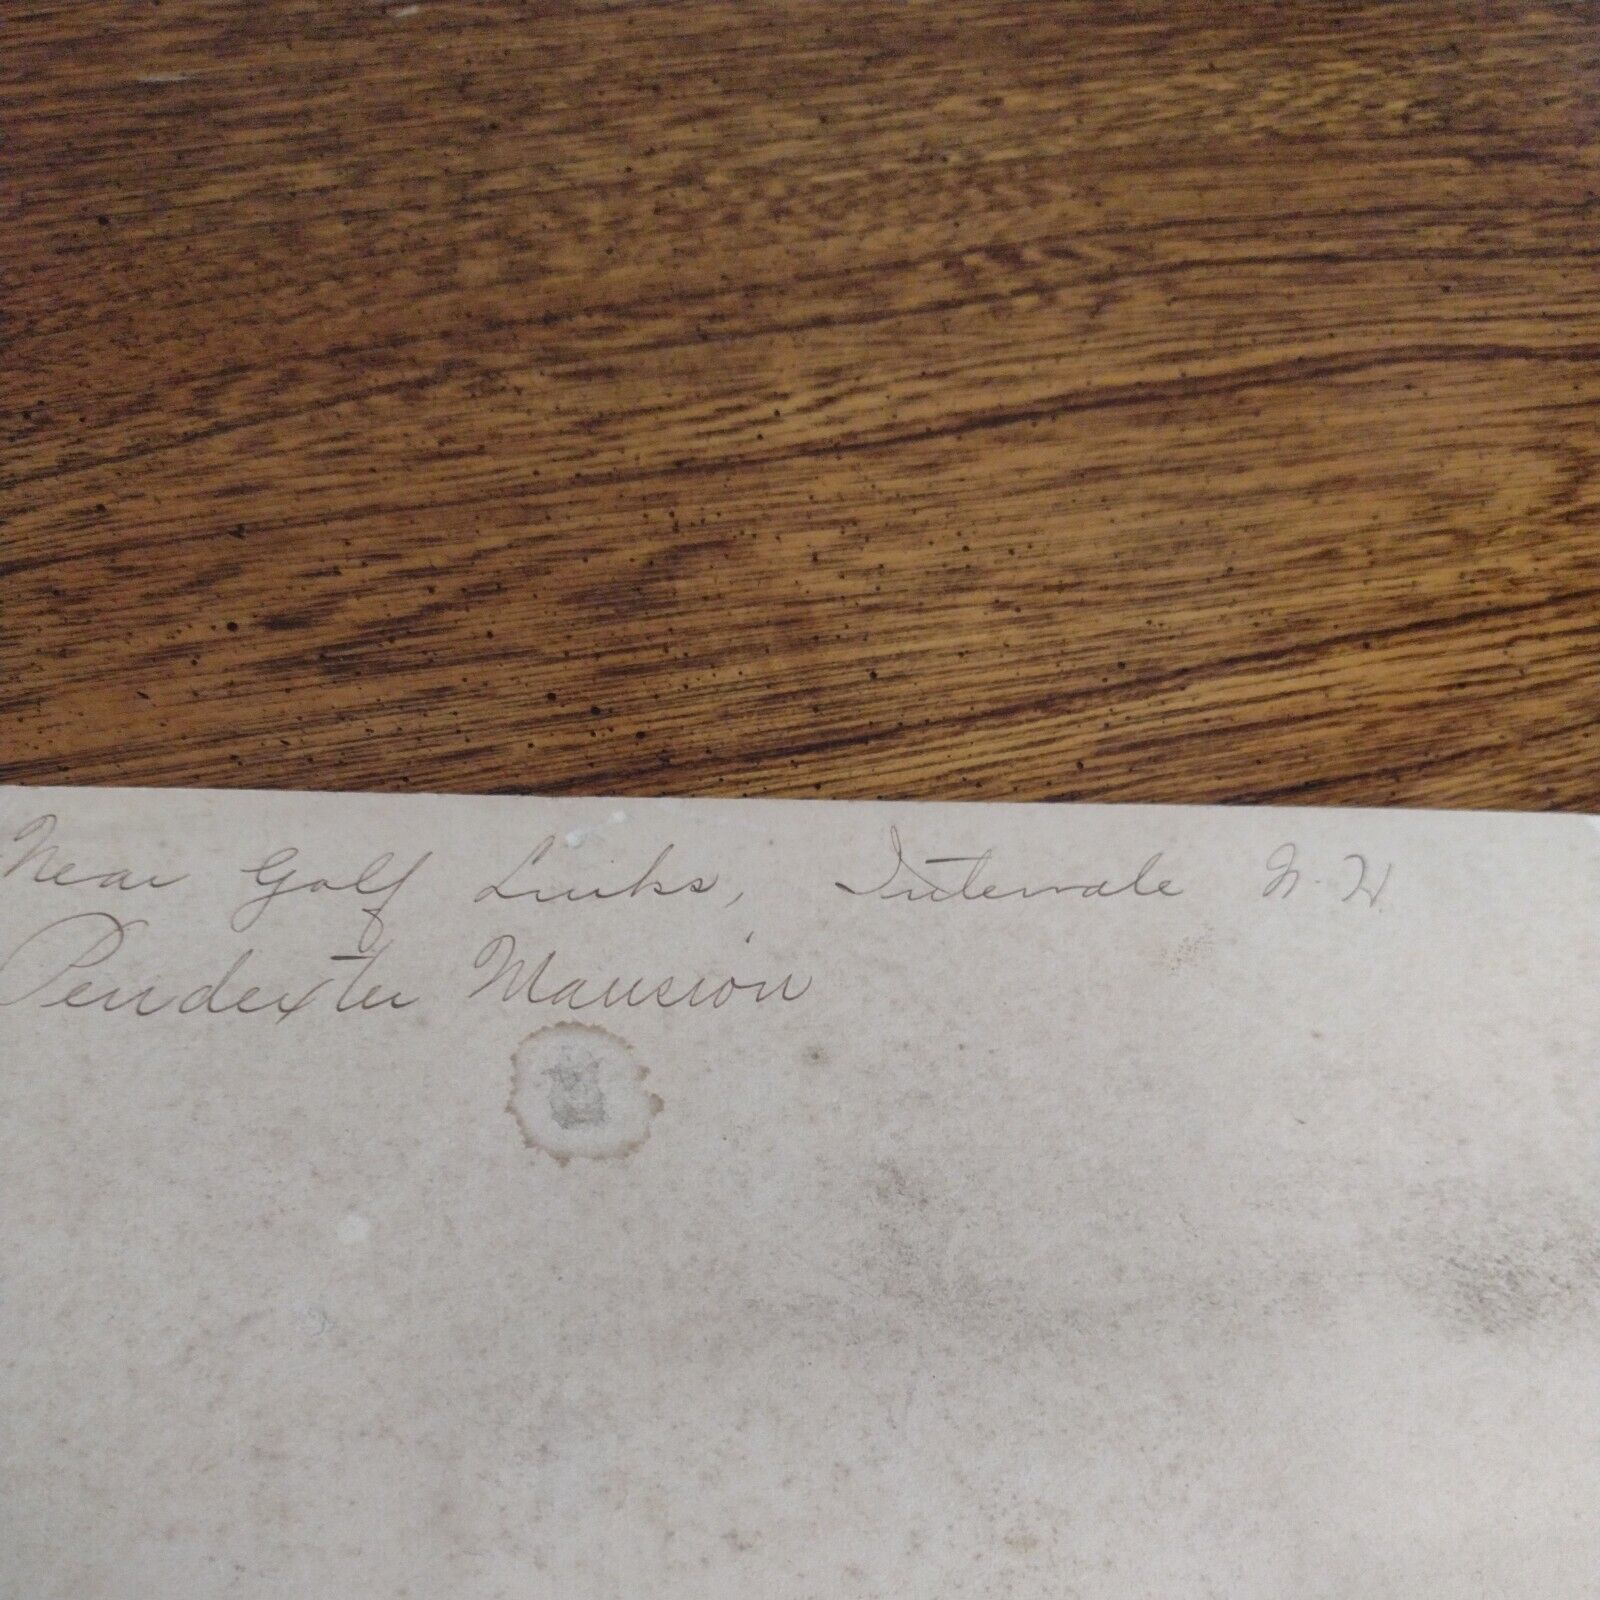 Near Golf Links, Intervale N. H.
Pendexter Mansion